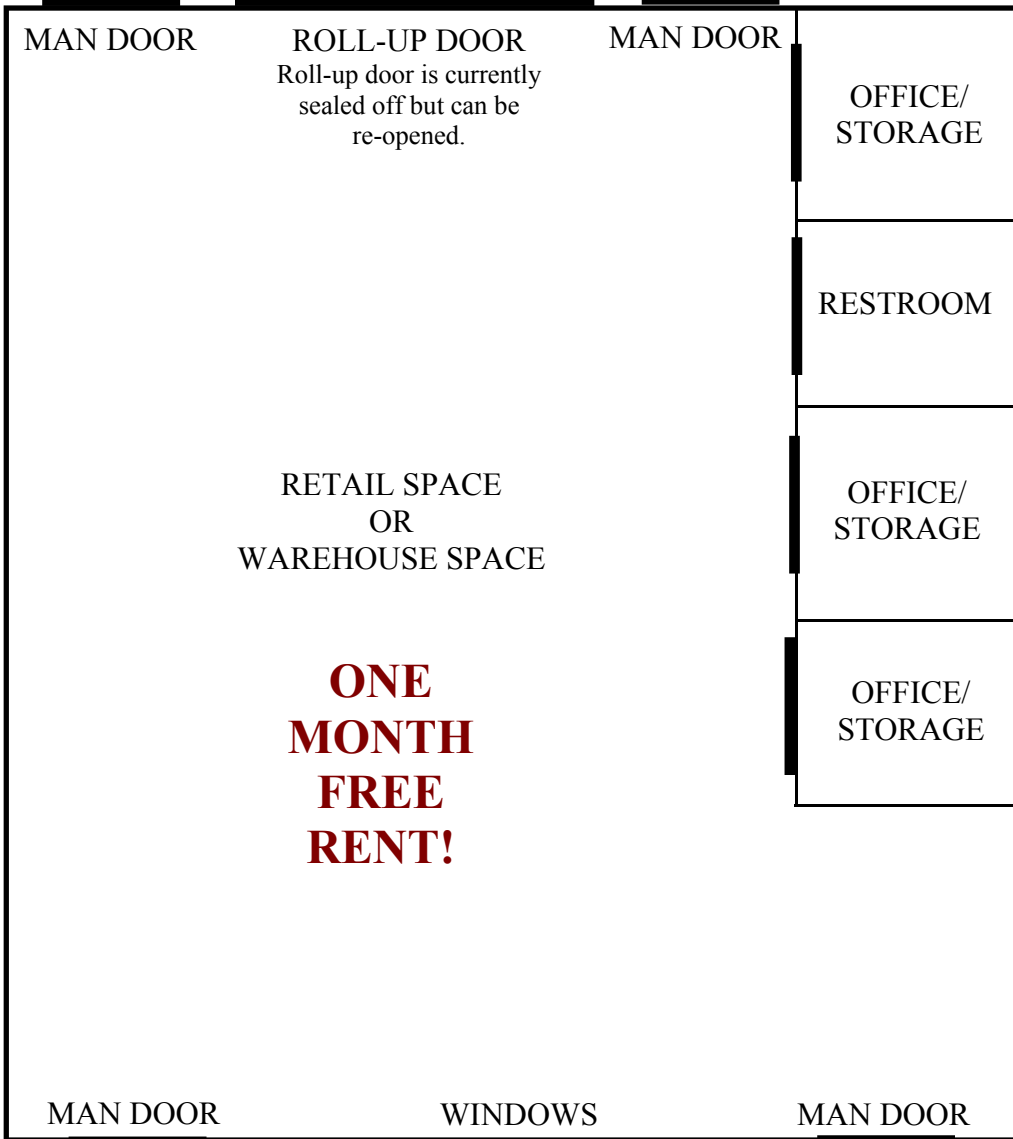 MAN DOOR
ROLL-UP DOOR
Roll-up door is currently
sealed off but can be
re-opened.
MAN DOOR
OFFICE/
STORAGE
RESTROOM
RETAIL SPACE
OR
WAREHOUSE SPACE
OFFICE/
STORAGE
ONE
MONTH
FREE
RENT!
OFFICE/
STORAGE
MAN DOOR
WINDOWS
MAN DOOR